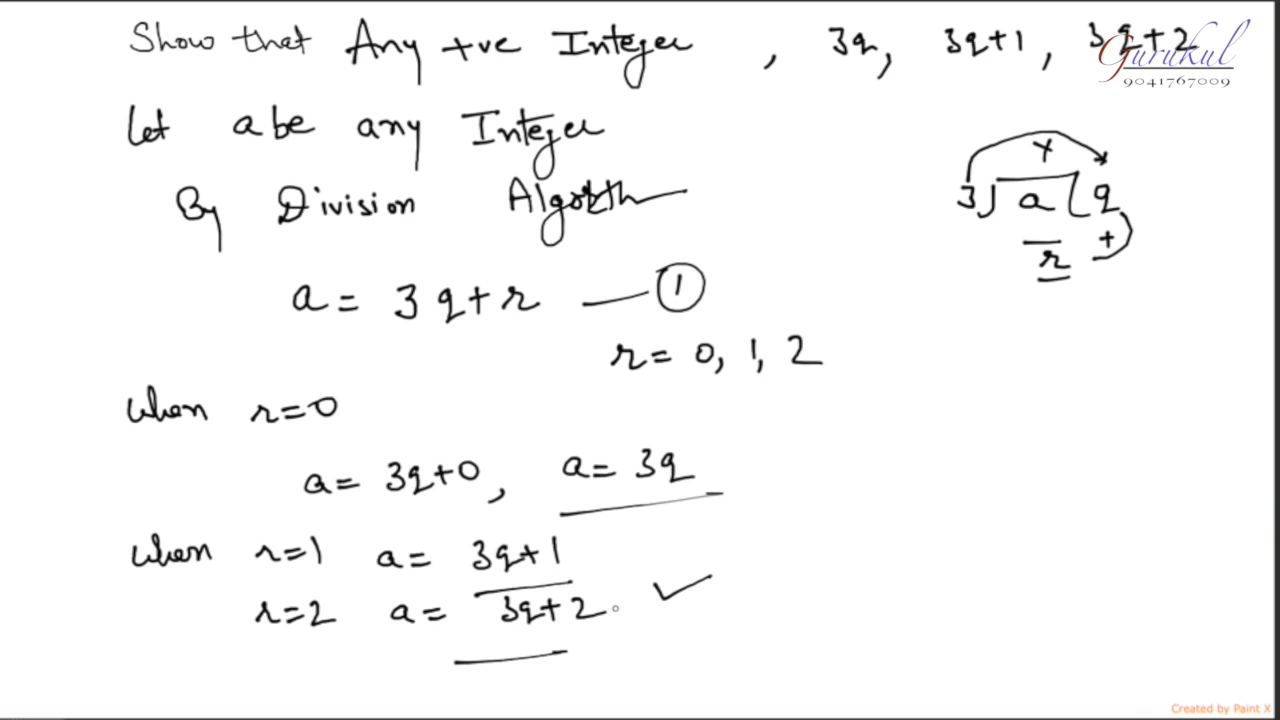 Show that Any +ve Integer , 3q, 3q+1, 3q+2
Gurukul
9041767009
Let a be any Integer
By Division Algorithm
3 a q
×
+
r
a = 3q+r — ①
r = 0, 1, 2
When r=0
a = 3q+0, a = 3q
When r=1 a = 3q+1
r=2 a = 3q+2. ✓
Created by Paint X